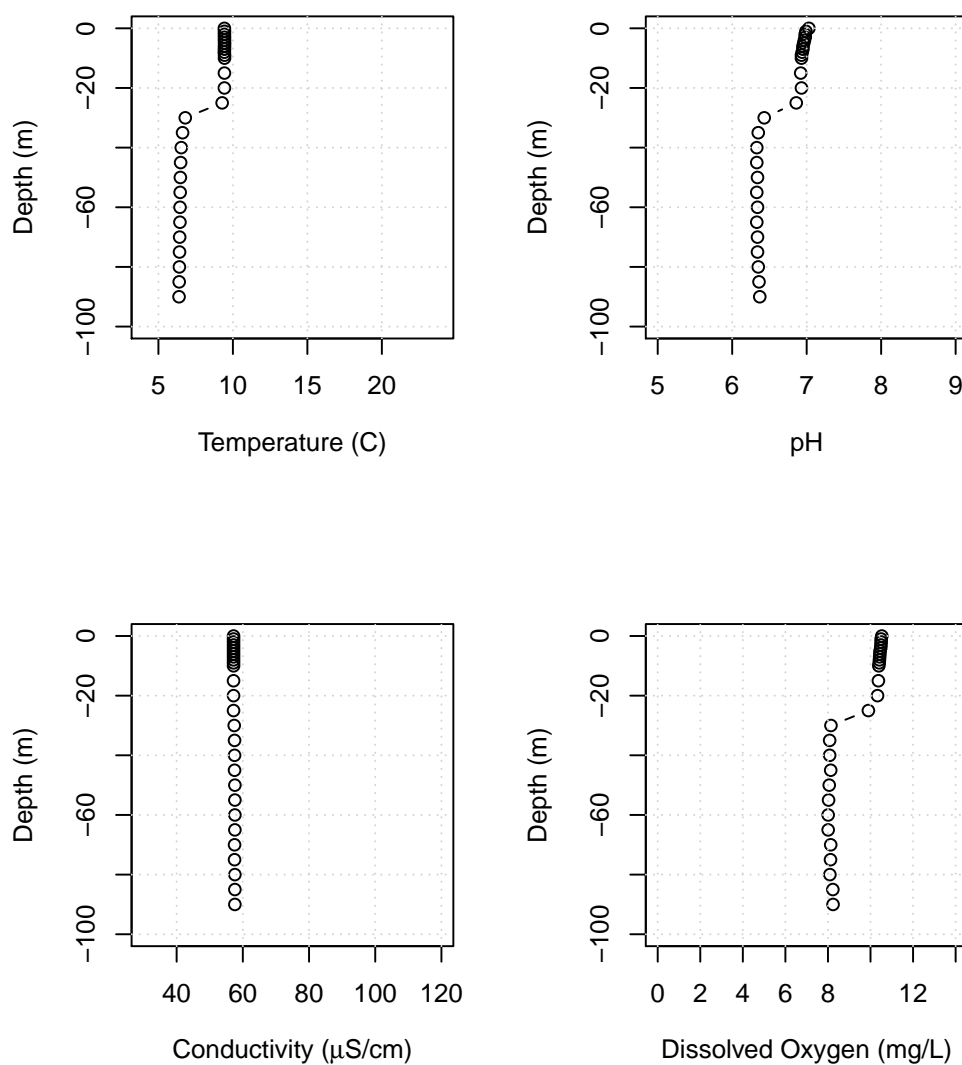 0
−20
−60
−100
Depth (m)
5 10 15 20
Temperature (C)
0
−20
−60
−100
Depth (m)
5 6 7 8 9
pH
0
−20
−60
−100
Depth (m)
40 60 80 100 120
Conductivity (μS/cm)
0
−20
−60
−100
Depth (m)
0 2 4 6 8 12
Dissolved Oxygen (mg/L)